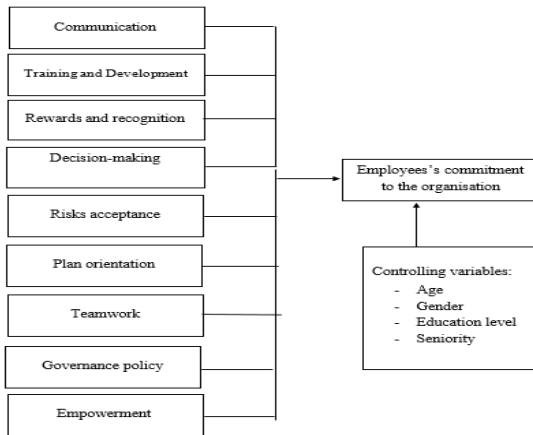 Communication
Training and Development
Rewards and recognition
Decision-making
Risks acceptance
Plan orientation
Teamwork
Governance policy
Empowerment
Employees's commitment
to the organisation
Controlling variables:
- Age
- Gender
- Education level
- Seniority